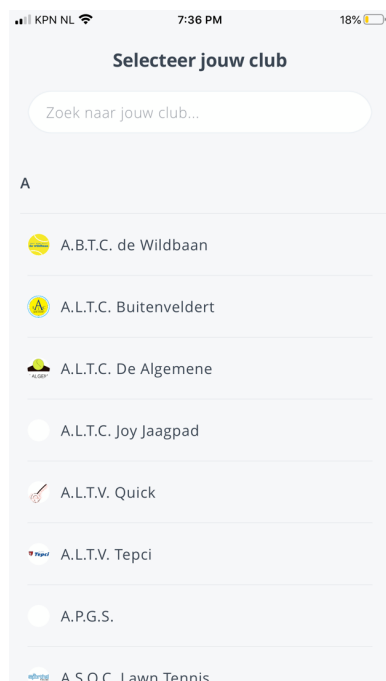 KPN NL 7:36 PM 18%
Selecteer jouw club
Zoek naar jouw club...
A
A.B.T.C. de Wildbaan
A.L.T.C. Buitenveldert
A
A.L.T.C. De Algemene
A.L.T.C. Joy Jaagpad
A.L.T.V. Quick
A.L.T.V. Tepci
Tepci
A.P.G.S.
A.S.O.C. Lawn Tennis